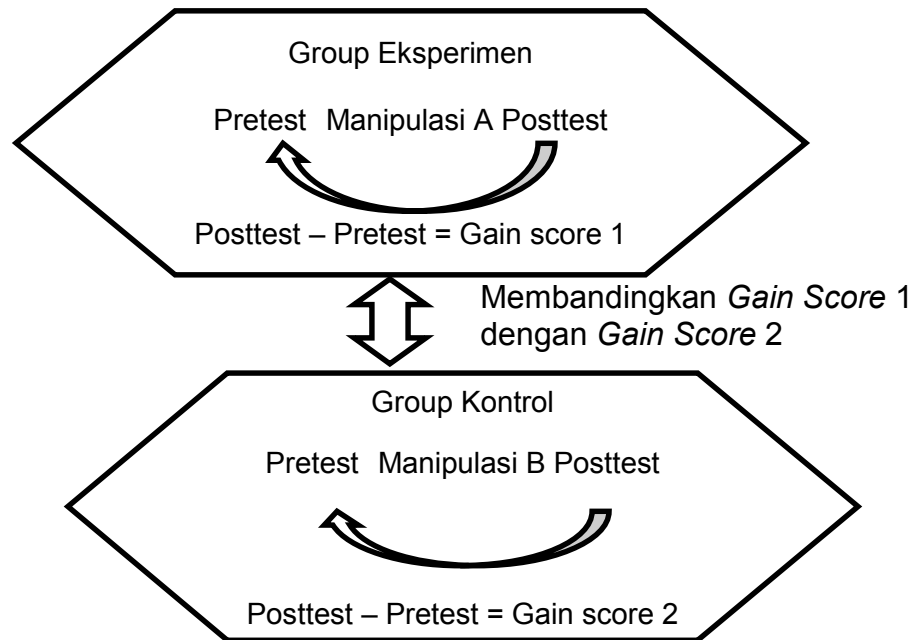 Group Eksperimen
Pretest Manipulasi A Posttest
Posttest – Pretest = Gain score 1
Membandingkan Gain Score 1
dengan Gain Score 2
Group Kontrol
Pretest Manipulasi B Posttest
Posttest – Pretest = Gain score 2